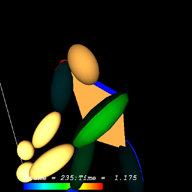 = 235:Time = 1.175